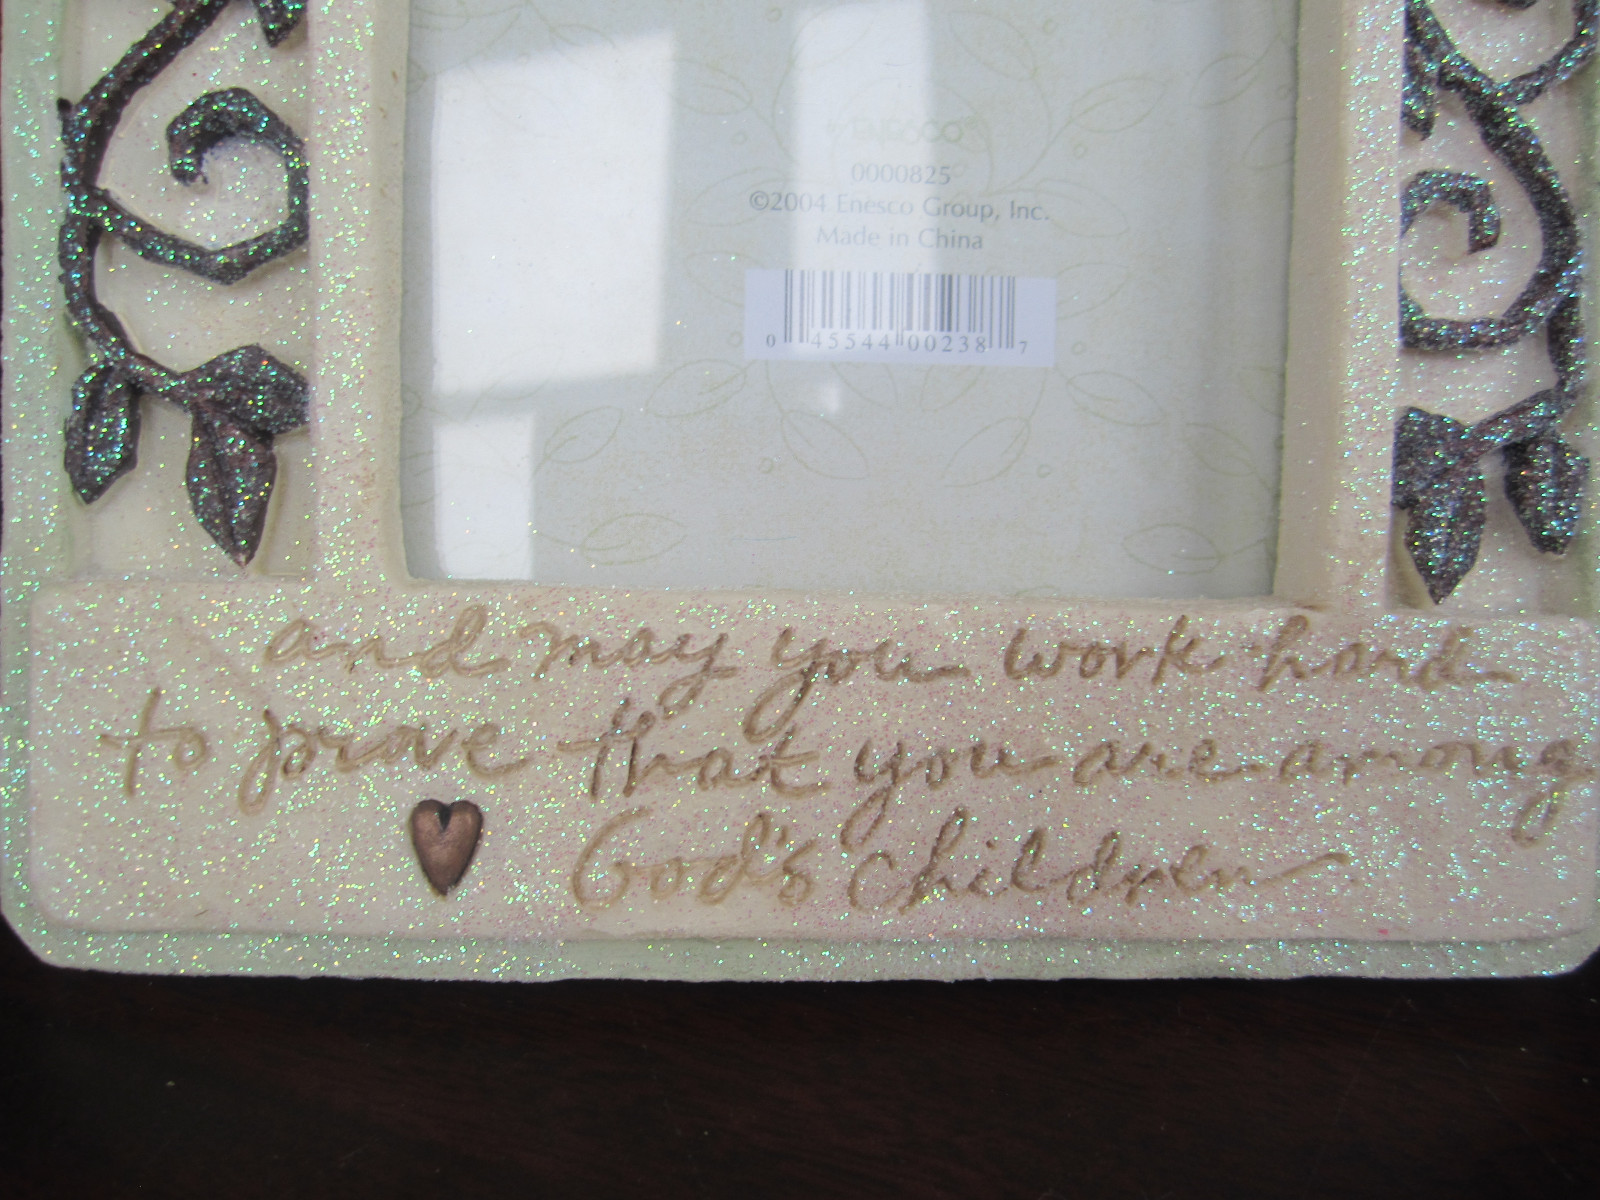 ENESCO
0000825
©2004 Enesco Group, Inc.
Made in China
0 45544 00238 7
and may you work hard
to prove that you are among
God's children